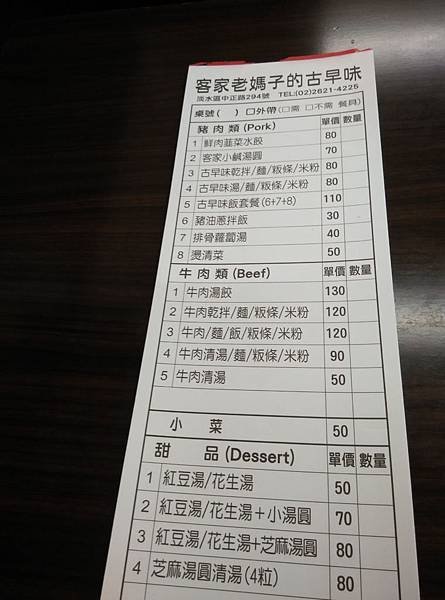 客家老媽子的古早味
淡水區中正路294號 TEL:(02)2621-4225
桌號( ) □外帶(□需 □不需 餐具)
豬肉類(Pork) 單價 數量
1 鮮肉韮菜水餃 80
2 客家小鹹湯圓 70
3 古早味乾拌/麵/粄條/米粉 80
4 古早味湯/麵/粄條/米粉 80
5 古早味飯套餐(6+7+8) 110
6 豬油蔥拌飯 30
7 排骨蘿蔔湯 40
8 燙清菜 50
牛肉類(Beef) 單價 數量
1 牛肉湯餃 130
2 牛肉乾拌/麵/粄條/米粉 120
3 牛肉/麵/飯/粄條/米粉 120
4 牛肉清湯/麵/粄條/米粉 90
5 牛肉清湯 50
小菜 50
甜品(Dessert) 單價 數量
1 紅豆湯/花生湯 50
2 紅豆湯/花生湯+小湯圓 70
3 紅豆湯/花生湯+芝麻湯圓 80
4 芝麻湯圓清湯(4粒) 80